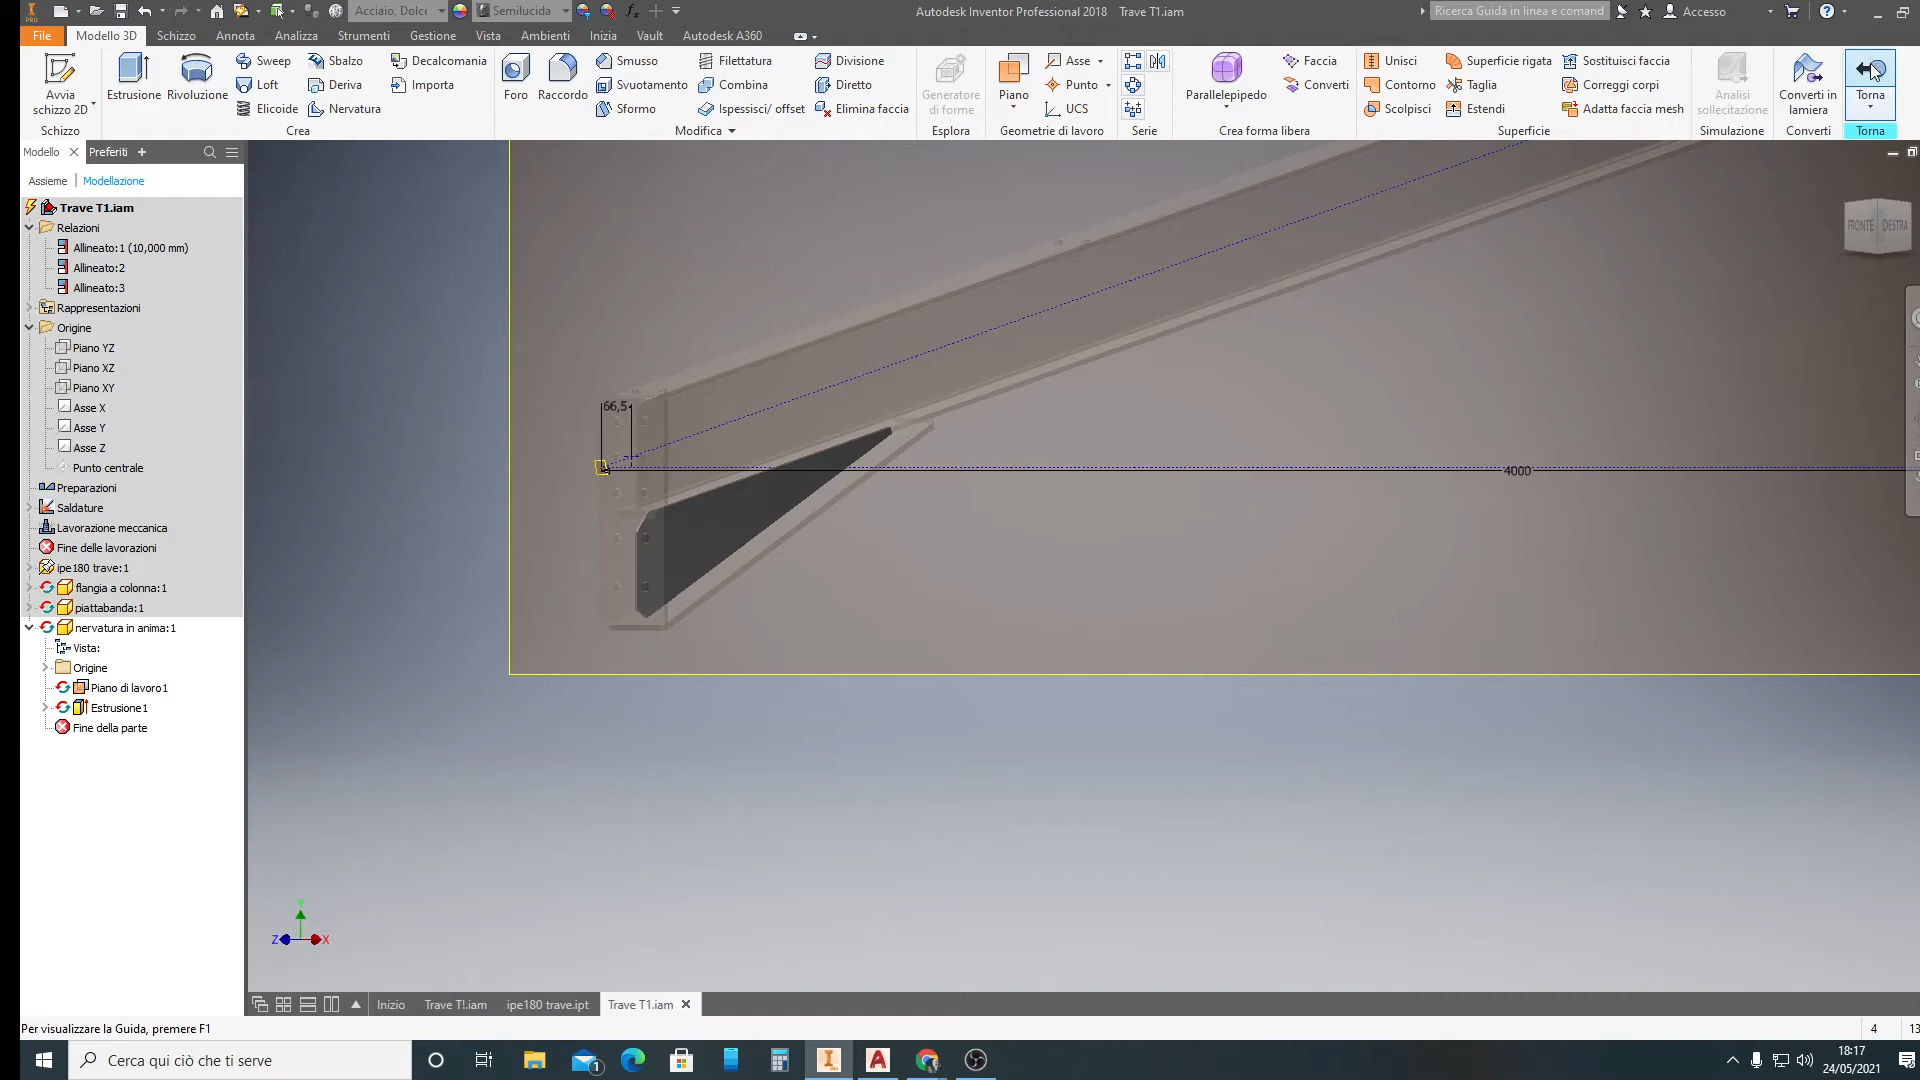 PRO
Acciaio, Dolce
Semilucida
Autodesk Inventor Professional 2018 Trave T1.iam
Ricerca Guida in linea e comand
Accesso
File Modello 3D Schizzo Annota Analizza Strumenti Gestione Vista Ambienti Inizia Vault Autodesk A360
Avvia
schizzo 2D
Estrusione
Rivoluzione
Sweep
Loft
Elicoide
Sbalzo
Deriva
Nervatura
Decalcomania
Importa
Foro
Raccordo
Smusso
Svuotamento
Sformo
Filettatura
Combina
Ispessisci/ offset
Divisione
Diretto
Elimina faccia
Generatore
di forme
Piano
Asse
Punto
UCS
Parallelepipedo
Faccia
Converti
Unisci
Contorno
Scolpisci
Superficie rigata
Taglia
Estendi
Sostituisci faccia
Correggi corpi
Adatta faccia mesh
Analisi
sollecitazione
Converti in
lamiera
Torna
Schizzo Crea Modifica Esplora Geometrie di lavoro Serie Crea forma libera Superficie Simulazione Converti Torna
Modello Preferiti
Assieme Modellazione
Trave T1.iam
Relazioni
Allineato:1 (10,000 mm)
Allineato:2
Allineato:3
Rappresentazioni
Origine
Piano YZ
Piano XZ
Piano XY
Asse X
Asse Y
Asse Z
Punto centrale
Preparazioni
Saldature
Lavorazione meccanica
Fine delle lavorazioni
ipe180 trave:1
flangia a colonna:1
piattabanda:1
nervatura in anima:1
Vista:
Origine
Piano di lavoro1
Estrusione1
Fine della parte
66,5
4000
FRONTE DESTRA
Y
Z X
Inizio Trave T!.iam ipe180 trave.ipt Trave T1.iam
Per visualizzare la Guida, premere F1
4 13
Cerca qui ciò che ti serve
1
18:17
24/05/2021